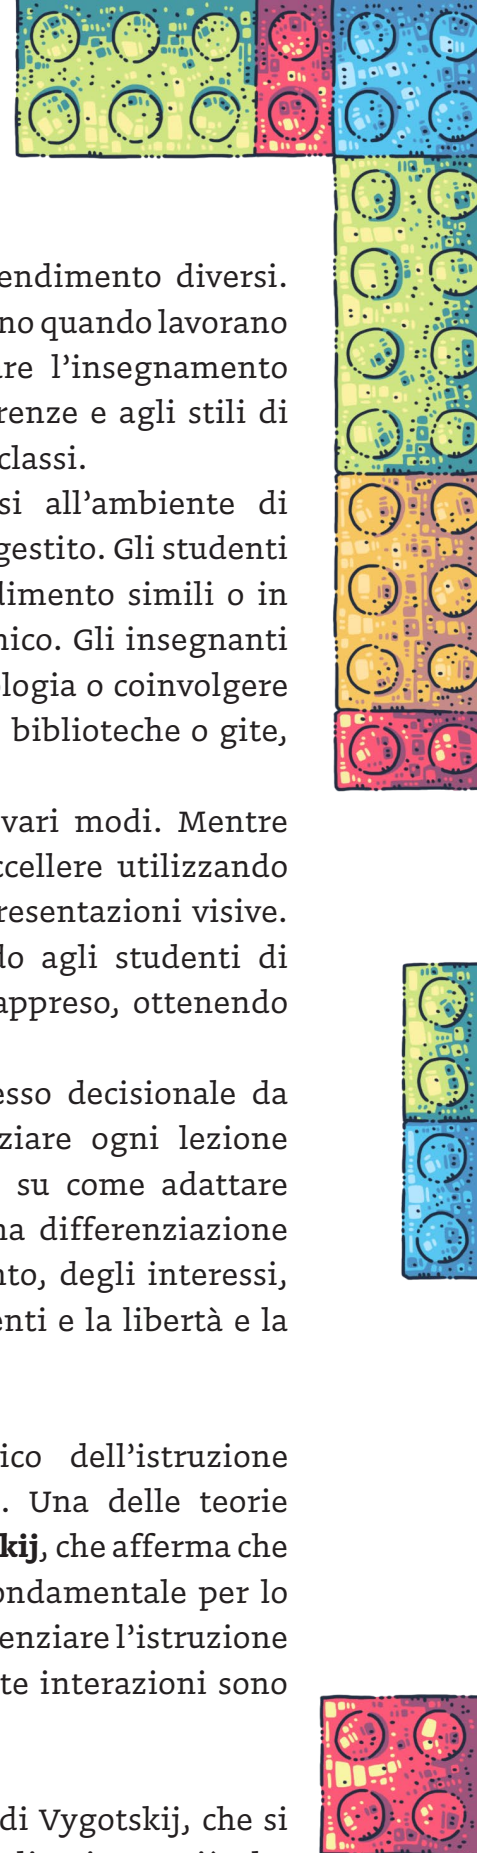 endimento diversi.
no quando lavorano
are l’insegnamento
renze e agli stili di
classi.
si all’ambiente di
gestito. Gli studenti
dimento simili o in
nico. Gli insegnanti
ologia o coinvolgere
biblioteche o gite,
vari modi. Mentre
ccellere utilizzando
resentazioni visive.
do agli studenti di
appreso, ottenendo
esso decisionale da
ziare ogni lezione
su come adattare
na differenziazione
nto, degli interessi,
enti e la libertà e la
ico dell’istruzione
. Una delle teorie
kij, che afferma che
ondamentale per lo
enziare l’istruzione
te interazioni sono
di Vygotskij, che si